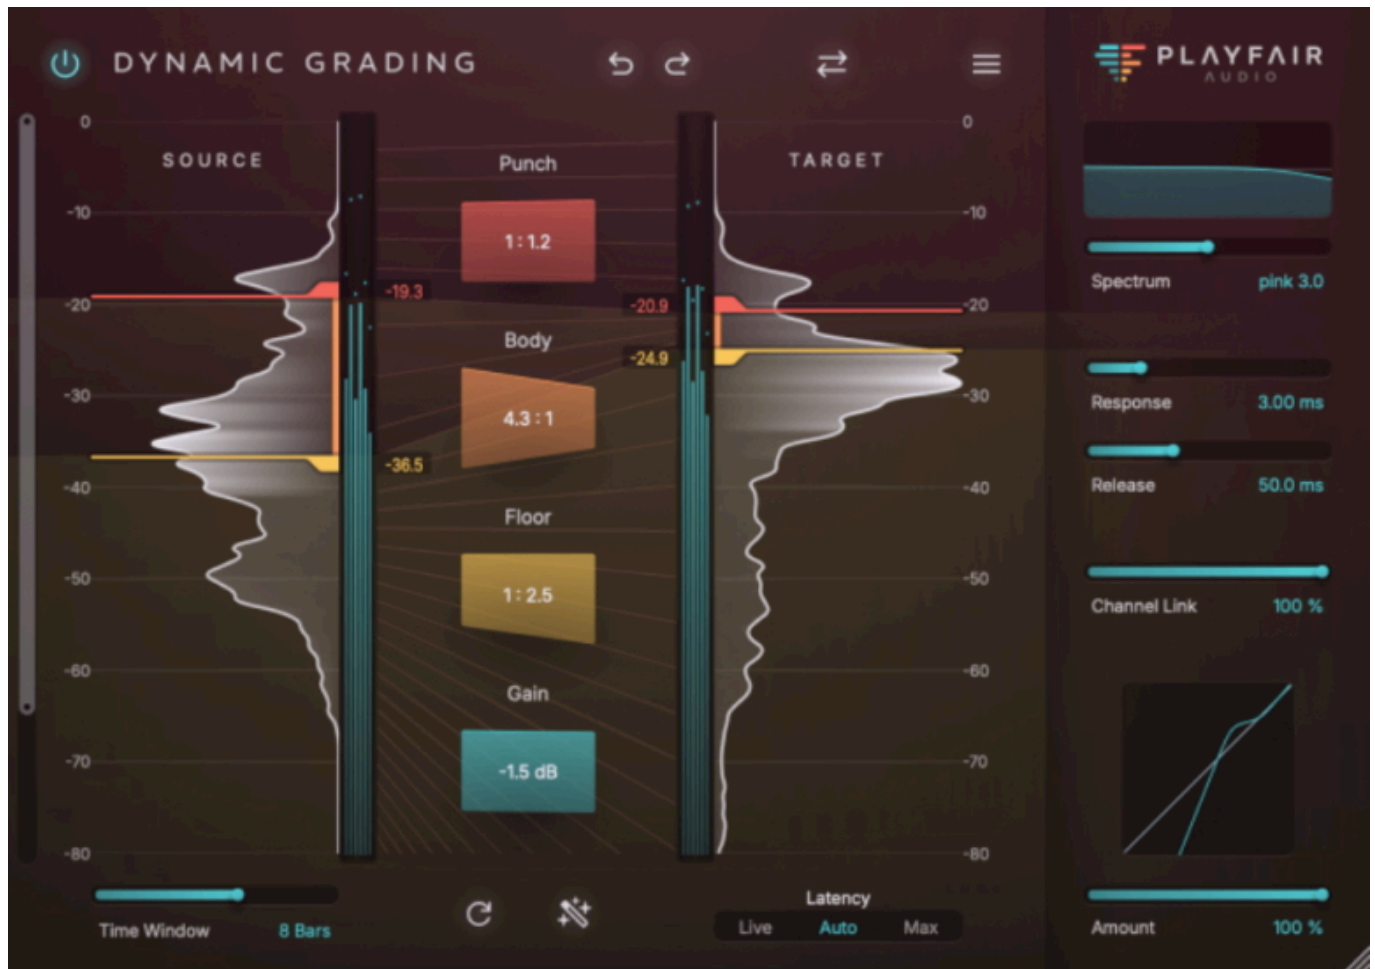 DYNAMIC GRADING
PLAYFAIR
AUDIO
0
SOURCE
-10
-20
-30
-40
-50
-60
-70
-80
-19.3
-36.5
Punch
1 : 1.2
Body
4.3 : 1
Floor
1 : 2.5
Gain
-1.5 dB
-20.9
-24.9
TARGET
0
-10
-20
-30
-40
-50
-60
-70
-80
Spectrum pink 3.0
Response 3.00 ms
Release 50.0 ms
Channel Link 100 %
Amount 100 %
Time Window 8 Bars
Latency
Live Auto Max